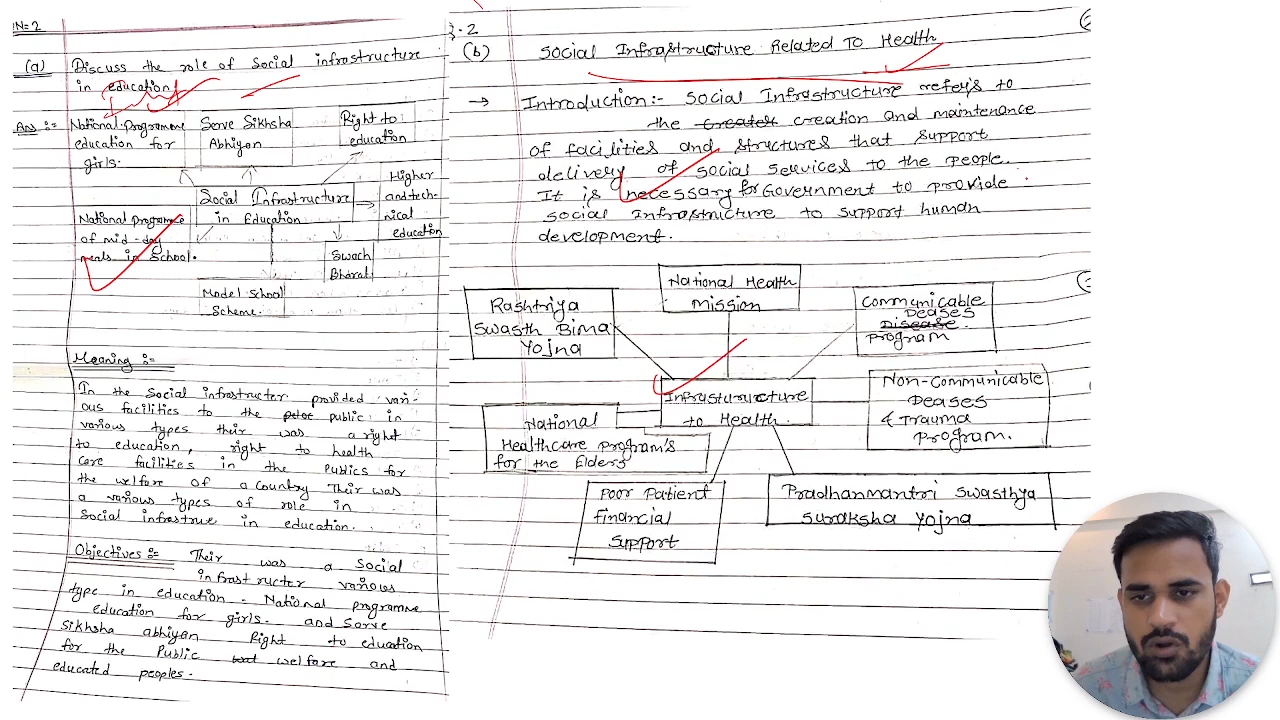 N=2
(a) Discuss the role of Social infrastructure
in education
Ans:-
National Programme
education for
girls.
Serve Sikhsha
Abhiyan
Right to
education
Social Infrastructure
in Education
Higher
and tech-
nical
education
National Programme
of mid-day
meals in School.
Swach
Bharat
Model School
Scheme.
Meaning :-
In the Social infrastructer provided vari-
ous facilities to the public in
various types their was a right
to education, right to health
care facilities in the Publics for
the welfare of a Country Their was
a various types of role in
Social infrastrue in education.
Objectives :- Their was a Social
infrastructer various
type in education. National programme
education for girls. and Serve
Sikhsha abhiyan Right to eduation
for the Public welfare and
educated peoples.
3.2
(b) Social Infrastructure Related To Health
→ Introduction:- Social Infrastructure refers to
the creation and maintenance
of facilities and structures that support
delivery of social services to the people.
It is necessary for Government to provide
social Infrastructure to support human
development.
National Health
mission
Rashtriya
Swasth Bima
Yojna
Communicable
Deases
Disease
Program
Infrasturucture
to Health.
Non-Communicable
Deases
& Trauma
Program.
National
Healthcare program's
for the Elders
Poor Patient
financial
Support
Pradhanmantri Swasthya
Suraksha Yojna